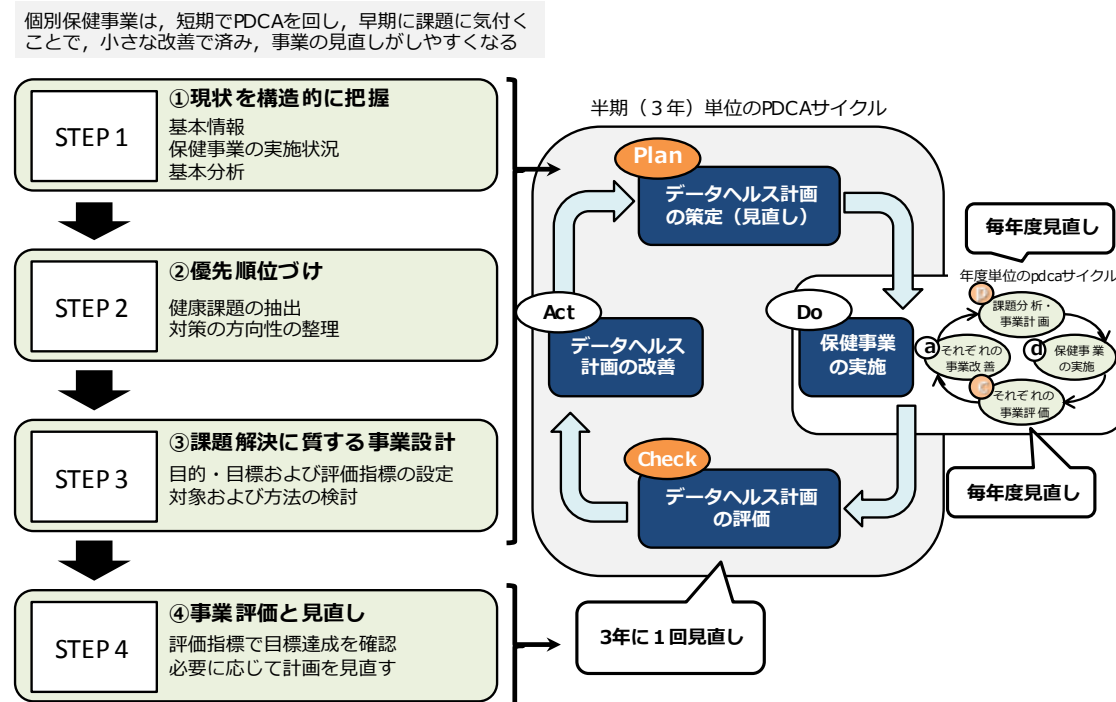 個別保健事業は，短期でPDCAを回し，早期に課題に気付く
ことで，小さな改善で済み，事業の見直しがしやすくなる
STEP 1
①現状を構造的に把握
基本情報
保健事業の実施状況
基本分析
STEP 2
②優先順位づけ
健康課題の抽出
対策の方向性の整理
STEP 3
③課題解決に質する事業設計
目的・目標および評価指標の設定
対象および方法の検討
STEP 4
④事業評価と見直し
評価指標で目標達成を確認
必要に応じて計画を見直す
半期（３年）単位のPDCAサイクル
Plan
データヘルス計画
の策定（見直し）
Do
保健事業
の実施
Check
データヘルス計画
の評価
Act
データヘルス
計画の改善
3年に１回見直し
毎年度見直し
年度単位のpdcaサイクル
p
課題分析・
事業計画
d
保健事業
の実施
c
それぞれの
事業評価
a
それぞれの
事業改善
毎年度見直し